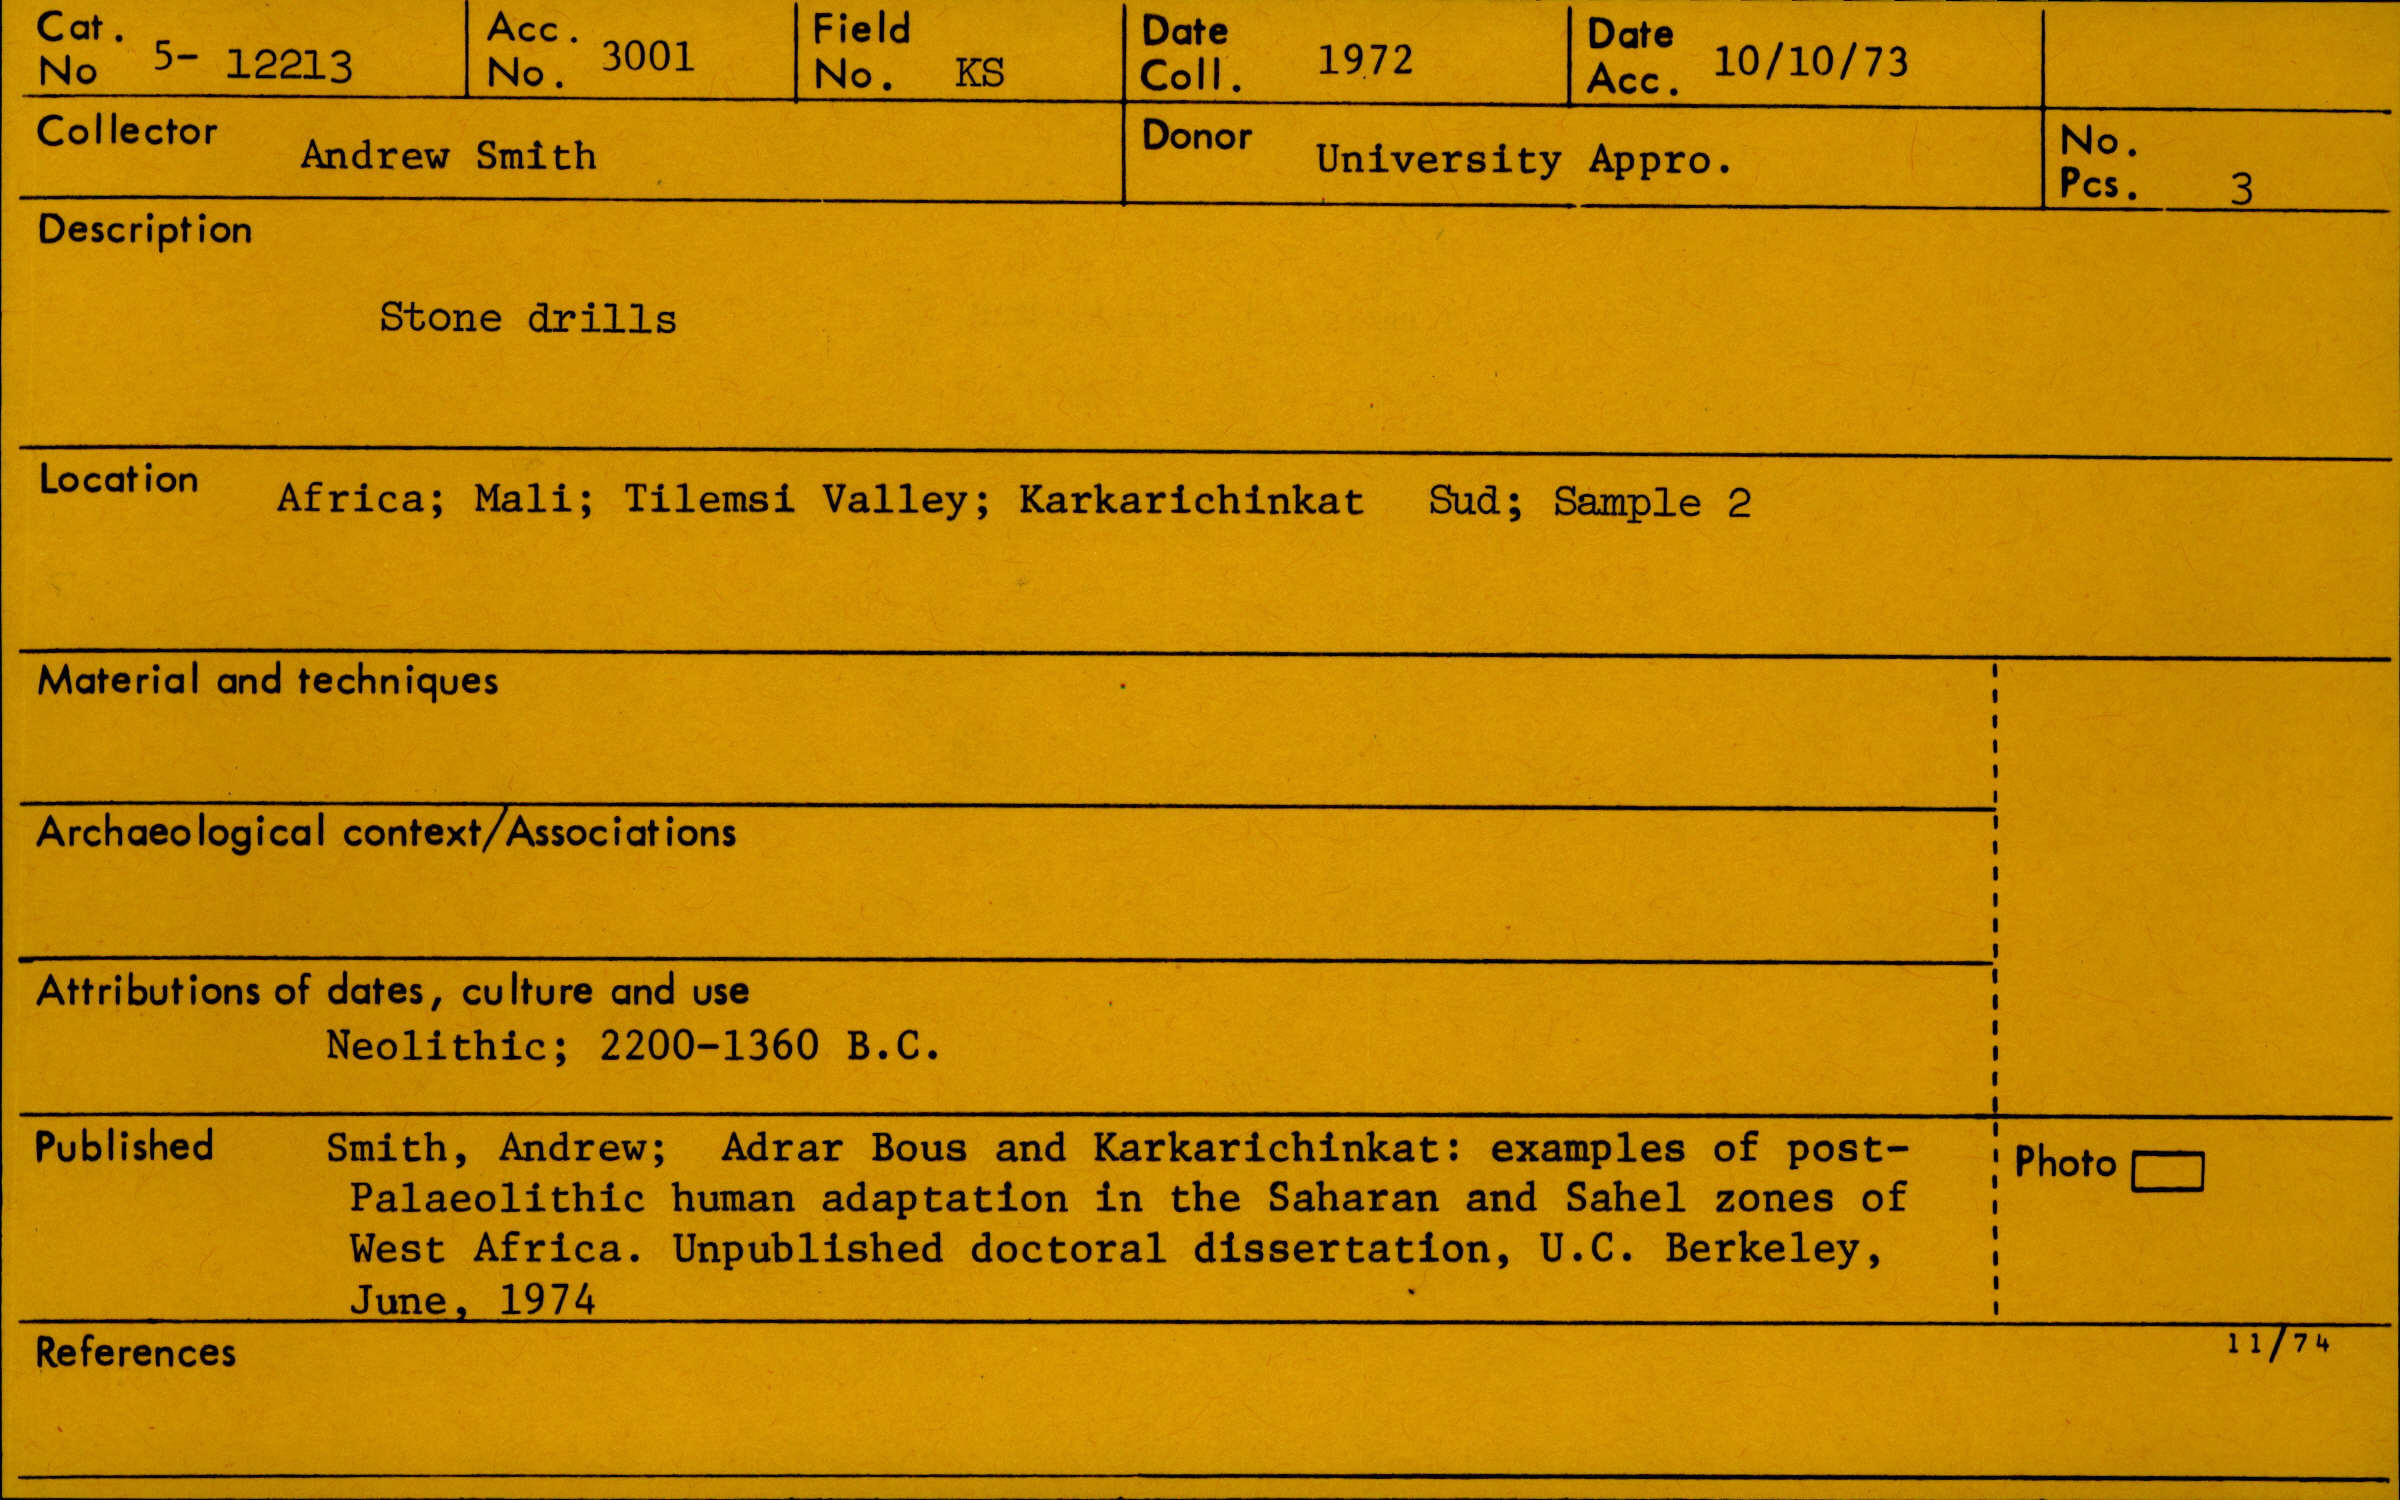 Cat. No 5- 12213 Acc. No. 3001 Field No. KS Date Coll. 1972 Date Acc. 10/10/73
Collector Andrew Smith Donor University Appro. No. Pcs. 3
Description
Stone drills
Location Africa; Mali; Tilemsi Valley; Karkarichinkat Sud; Sample 2
Material and techniques
Archaeological context/Associations
Attributions of dates, culture and use
Neolithic; 2200-1360 B.C.
Published Smith, Andrew; Adrar Bous and Karkarichinkat: examples of post-
Palaeolithic human adaptation in the Saharan and Sahel zones of
West Africa. Unpublished doctoral dissertation, U.C. Berkeley,
June, 1974
Photo
References 11/74